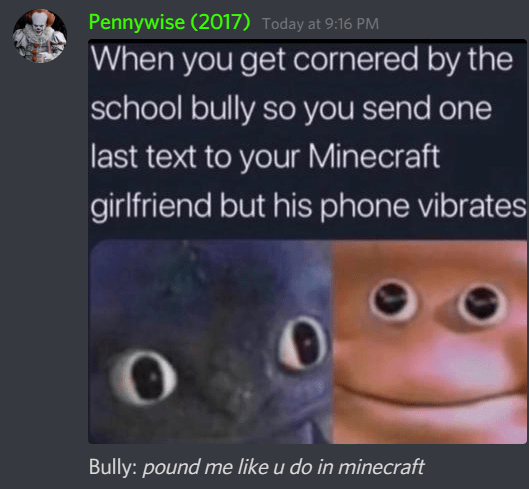 Pennywise (2017) Today at 9:16 PM
When you get cornered by the
school bully so you send one
last text to your Minecraft
girlfriend but his phone vibrates
Bully: pound me like u do in minecraft